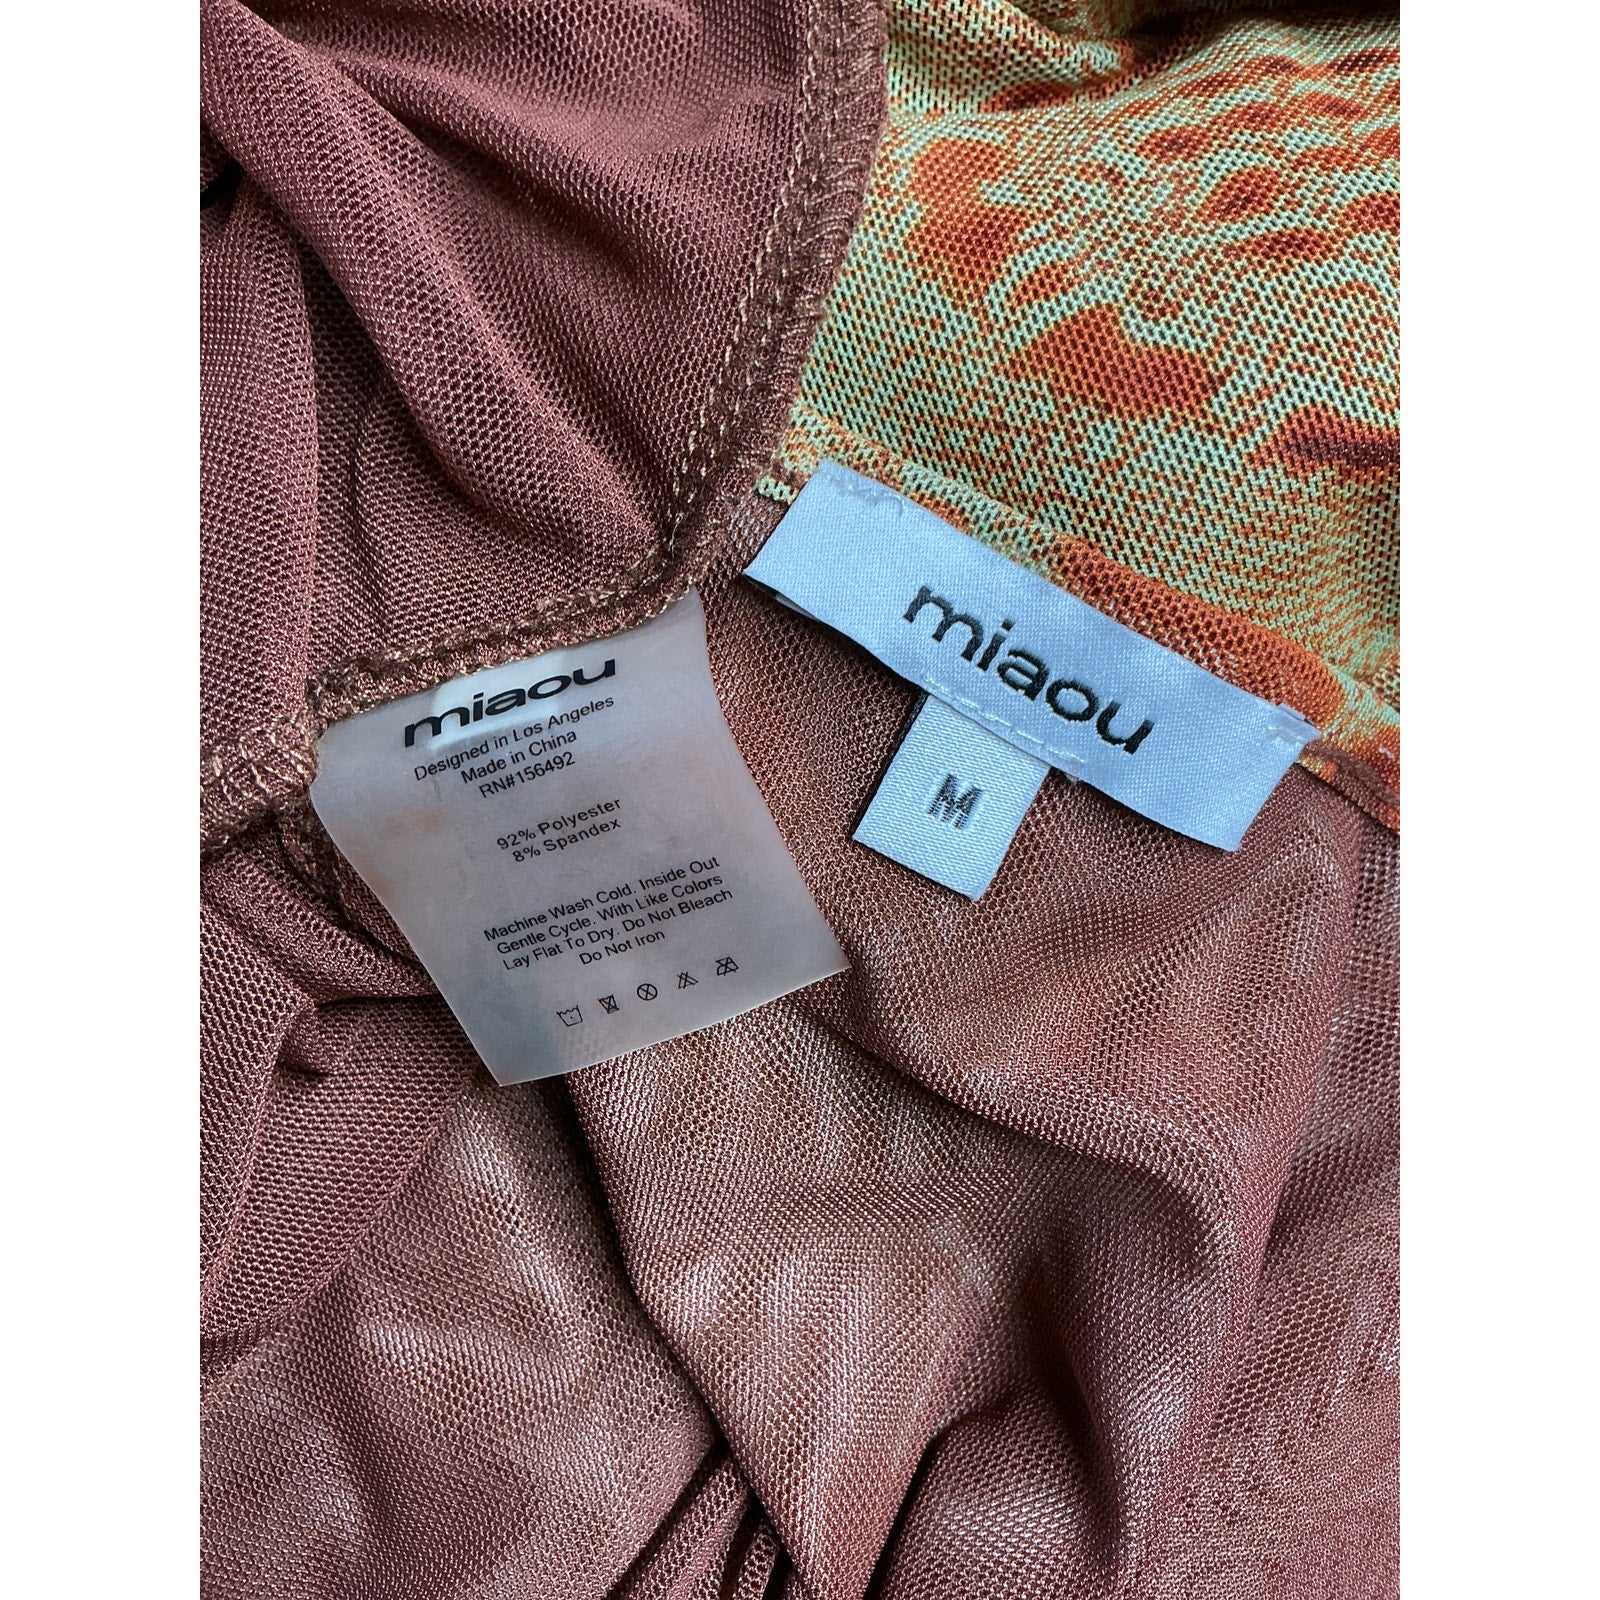 miaou
Designed in Los Angeles
Made in China
RN#156492
92% Polyester
8% Spandex
Machine Wash Cold. Inside Out
Gentle Cycle. With Like Colors
Lay Flat To Dry. Do Not Bleach
Do Not Iron
miaou
M